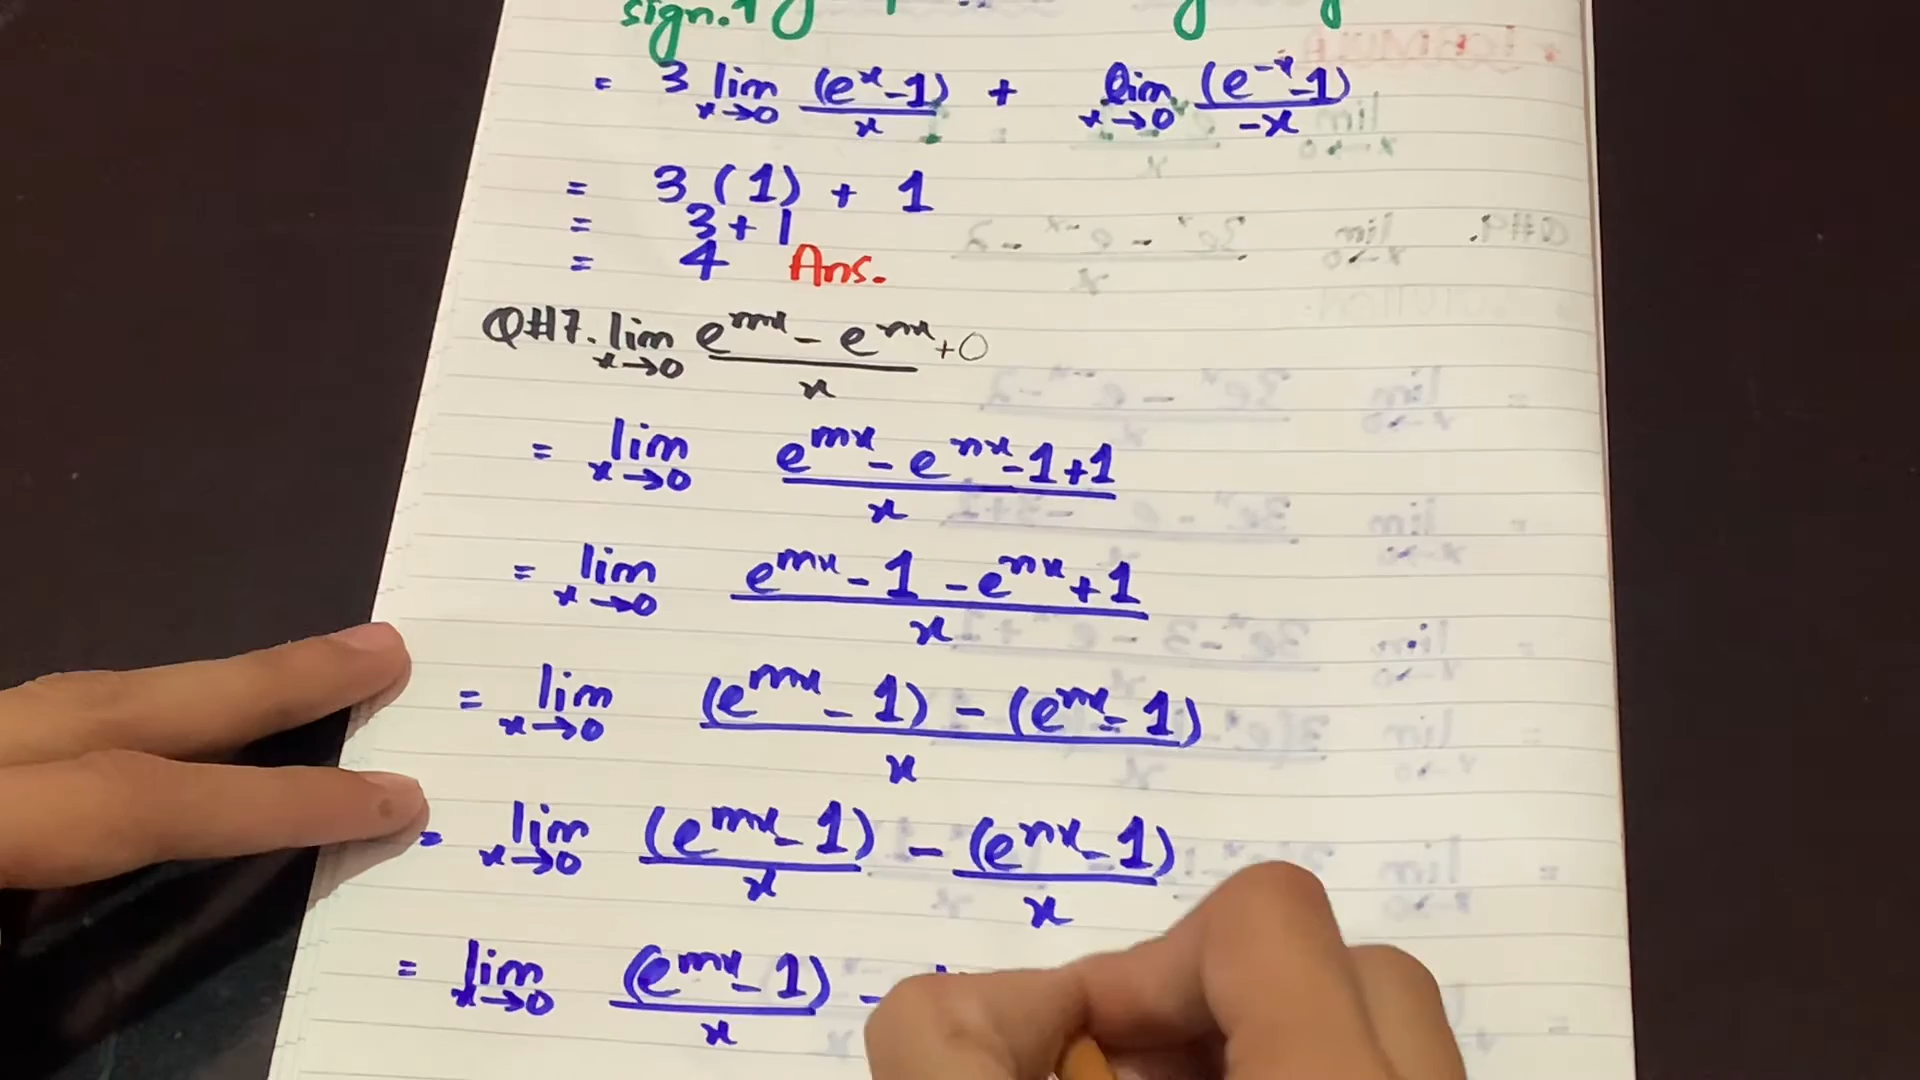 sign.
= 3 lim x→0 (e^x - 1)/x + lim x→0 (e^-x - 1)/-x
= 3 (1) + 1
= 3 + 1
= 4 Ans.
Q#7. lim x→0 (e^mx - e^nx + 0)/x
= lim x→0 (e^mx - e^nx - 1 + 1)/x
= lim x→0 (e^mx - 1 - e^nx + 1)/x
= lim x→0 ((e^mx - 1) - (e^nx - 1))/x
= lim x→0 (e^mx - 1)/x - (e^nx - 1)/x
= lim x→0 (e^mx - 1)/x -